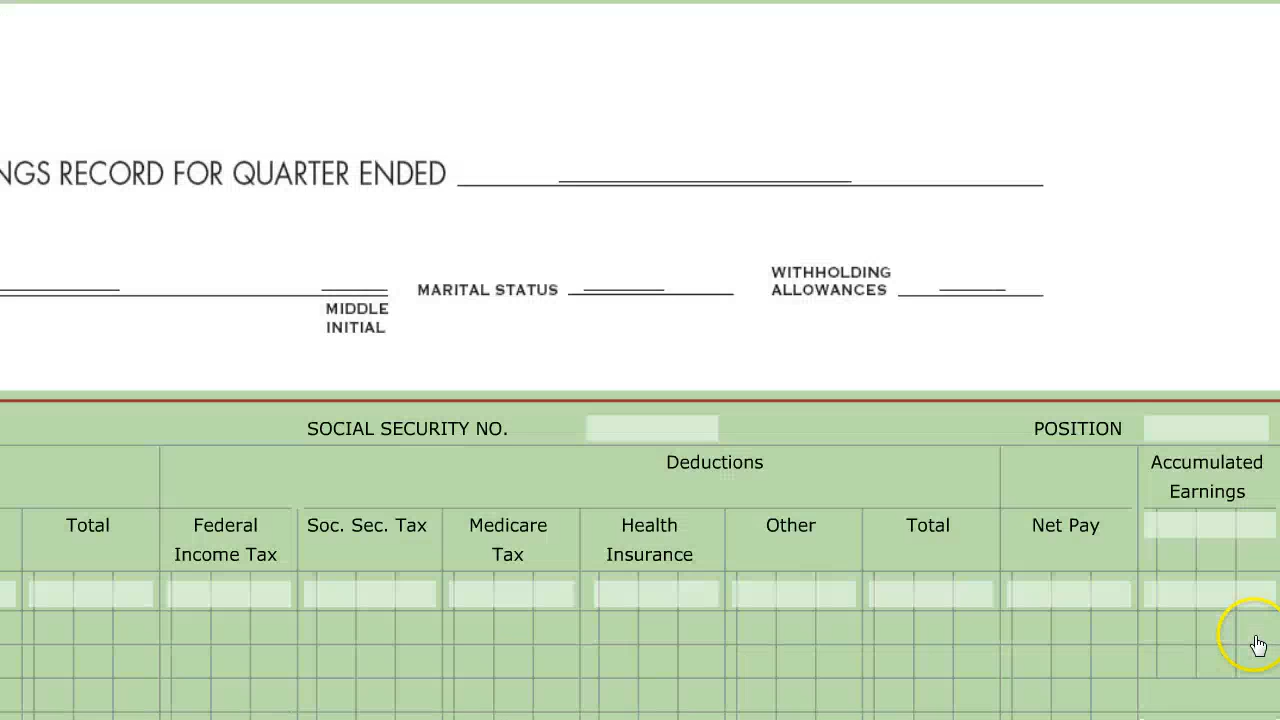 NGS RECORD FOR QUARTER ENDED
MIDDLE
INITIAL
MARITAL STATUS
WITHHOLDING
ALLOWANCES
SOCIAL SECURITY NO.
POSITION
Deductions
Accumulated
Earnings
Total
Federal
Income Tax
Soc. Sec. Tax
Medicare
Tax
Health
Insurance
Other
Total
Net Pay